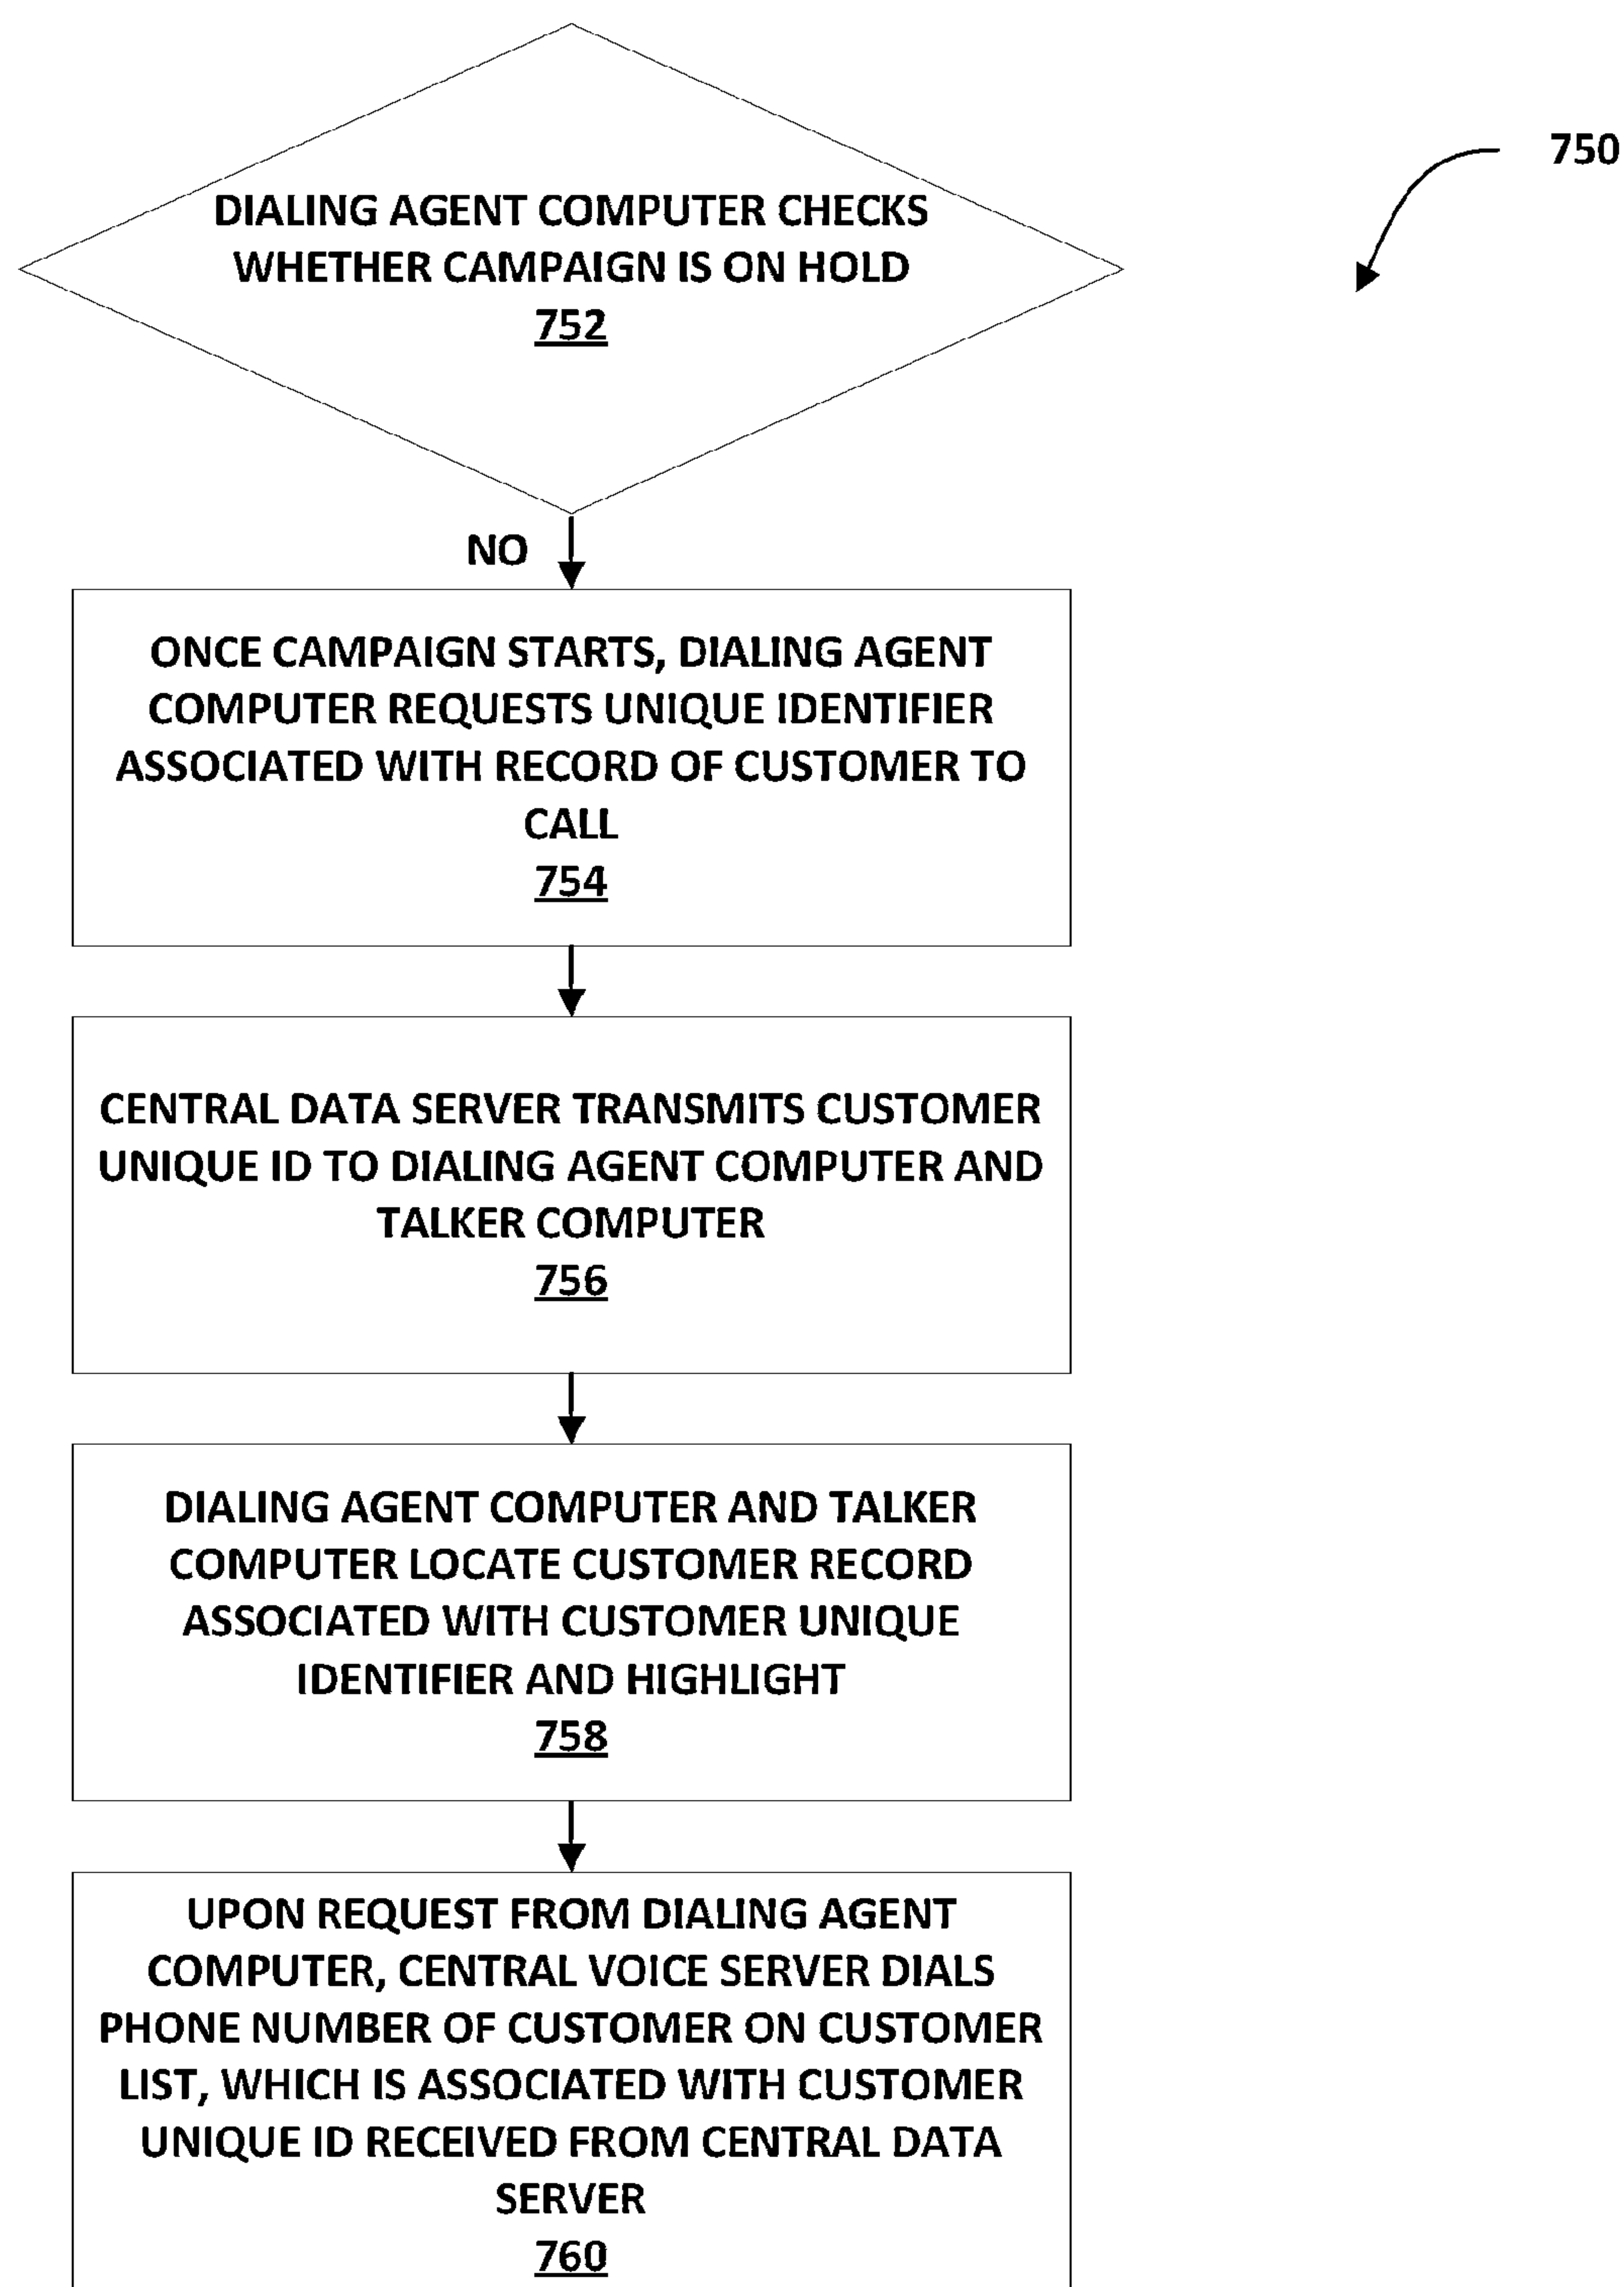 DIALING AGENT COMPUTER CHECKS
WHETHER CAMPAIGN IS ON HOLD
752
750
NO
ONCE CAMPAIGN STARTS, DIALING AGENT
COMPUTER REQUESTS UNIQUE IDENTIFIER
ASSOCIATED WITH RECORD OF CUSTOMER TO
CALL
754
CENTRAL DATA SERVER TRANSMITS CUSTOMER
UNIQUE ID TO DIALING AGENT COMPUTER AND
TALKER COMPUTER
756
DIALING AGENT COMPUTER AND TALKER
COMPUTER LOCATE CUSTOMER RECORD
ASSOCIATED WITH CUSTOMER UNIQUE
IDENTIFIER AND HIGHLIGHT
758
UPON REQUEST FROM DIALING AGENT
COMPUTER, CENTRAL VOICE SERVER DIALS
PHONE NUMBER OF CUSTOMER ON CUSTOMER
LIST, WHICH IS ASSOCIATED WITH CUSTOMER
UNIQUE ID RECEIVED FROM CENTRAL DATA
SERVER
760